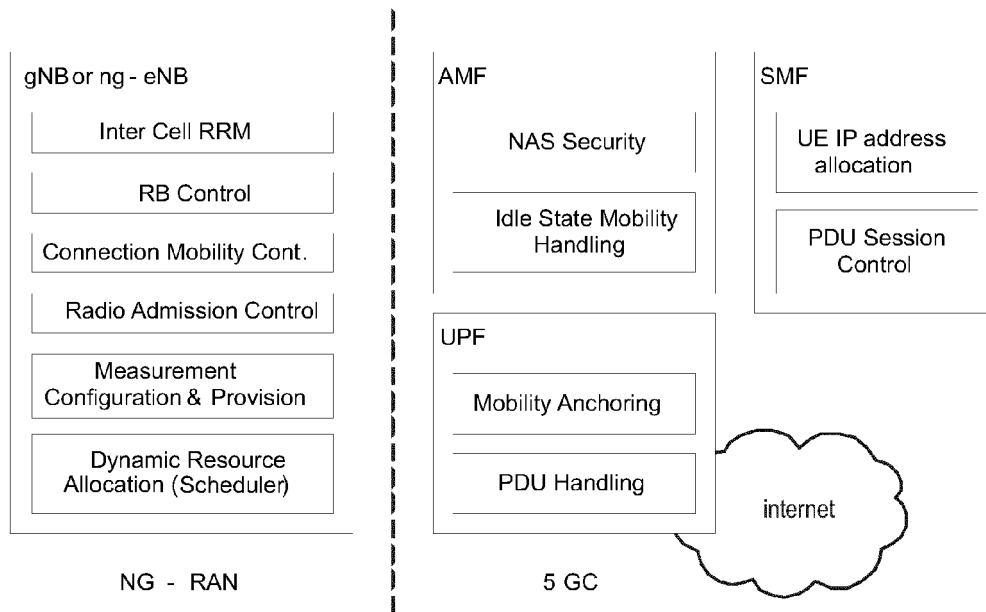 gNB or ng - eNB
Inter Cell RRM
RB Control
Connection Mobility Cont.
Radio Admission Control
Measurement
Configuration & Provision
Dynamic Resource
Allocation (Scheduler)
NG - RAN
AMF
NAS Security
Idle State Mobility
Handling
SMF
UE IP address
allocation
PDU Session
Control
UPF
Mobility Anchoring
PDU Handling
internet
5 GC